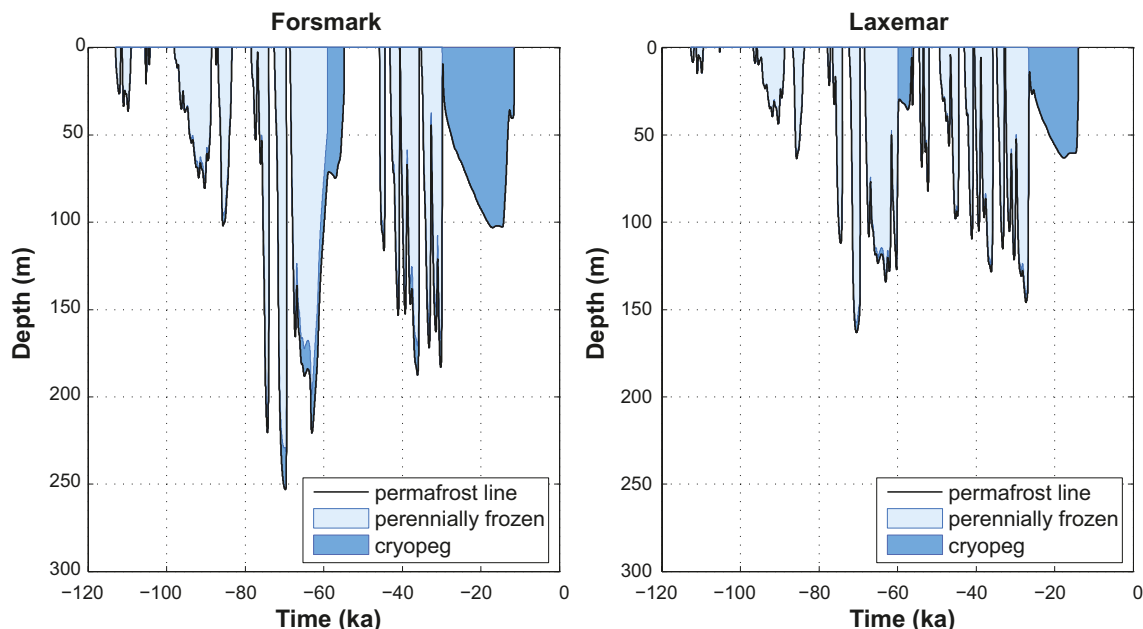 Forsmark
Laxemar
0
50
100
150
200
250
300
Depth (m)
permafrost line
perennially frozen
cryopeg
−120 −100 −80 −60 −40 −20 0
Time (ka)
0
50
100
150
200
250
300
Depth (m)
permafrost line
perennially frozen
cryopeg
−120 −100 −80 −60 −40 −20 0
Time (ka)